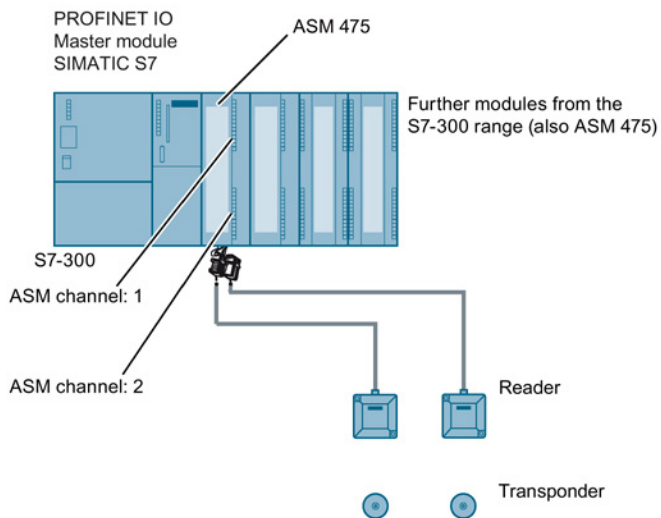 PROFINET IO
Master module
SIMATIC S7
ASM 475
Further modules from the
S7-300 range (also ASM 475)
S7-300
ASM channel: 1
ASM channel: 2
Reader
Transponder